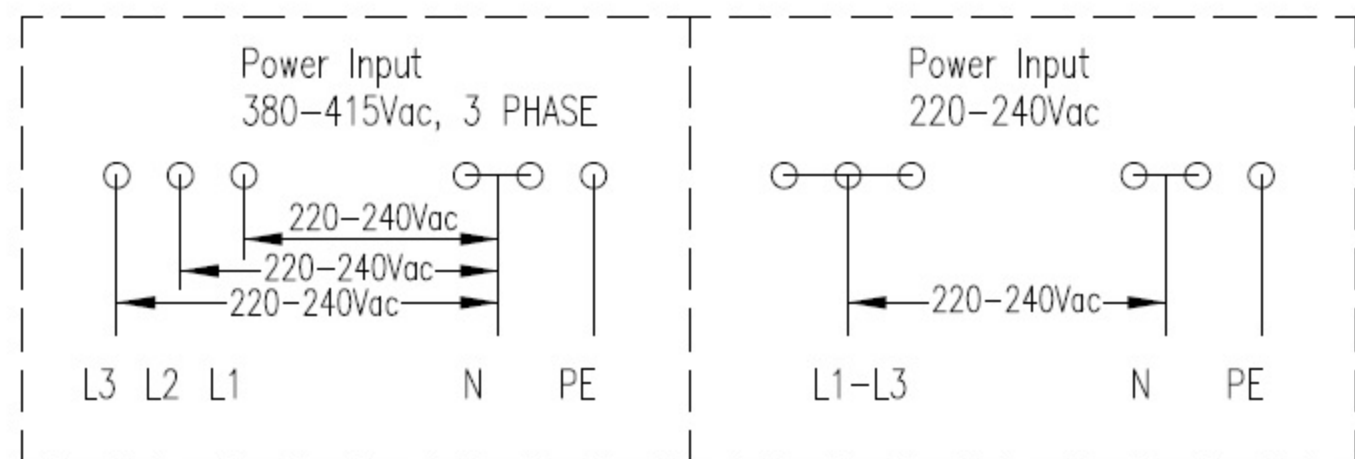 Power Input
380-415Vac, 3 PHASE
220-240Vac
220-240Vac
220-240Vac
L3 L2 L1 N PE
Power Input
220-240Vac
220-240Vac
L1-L3 N PE